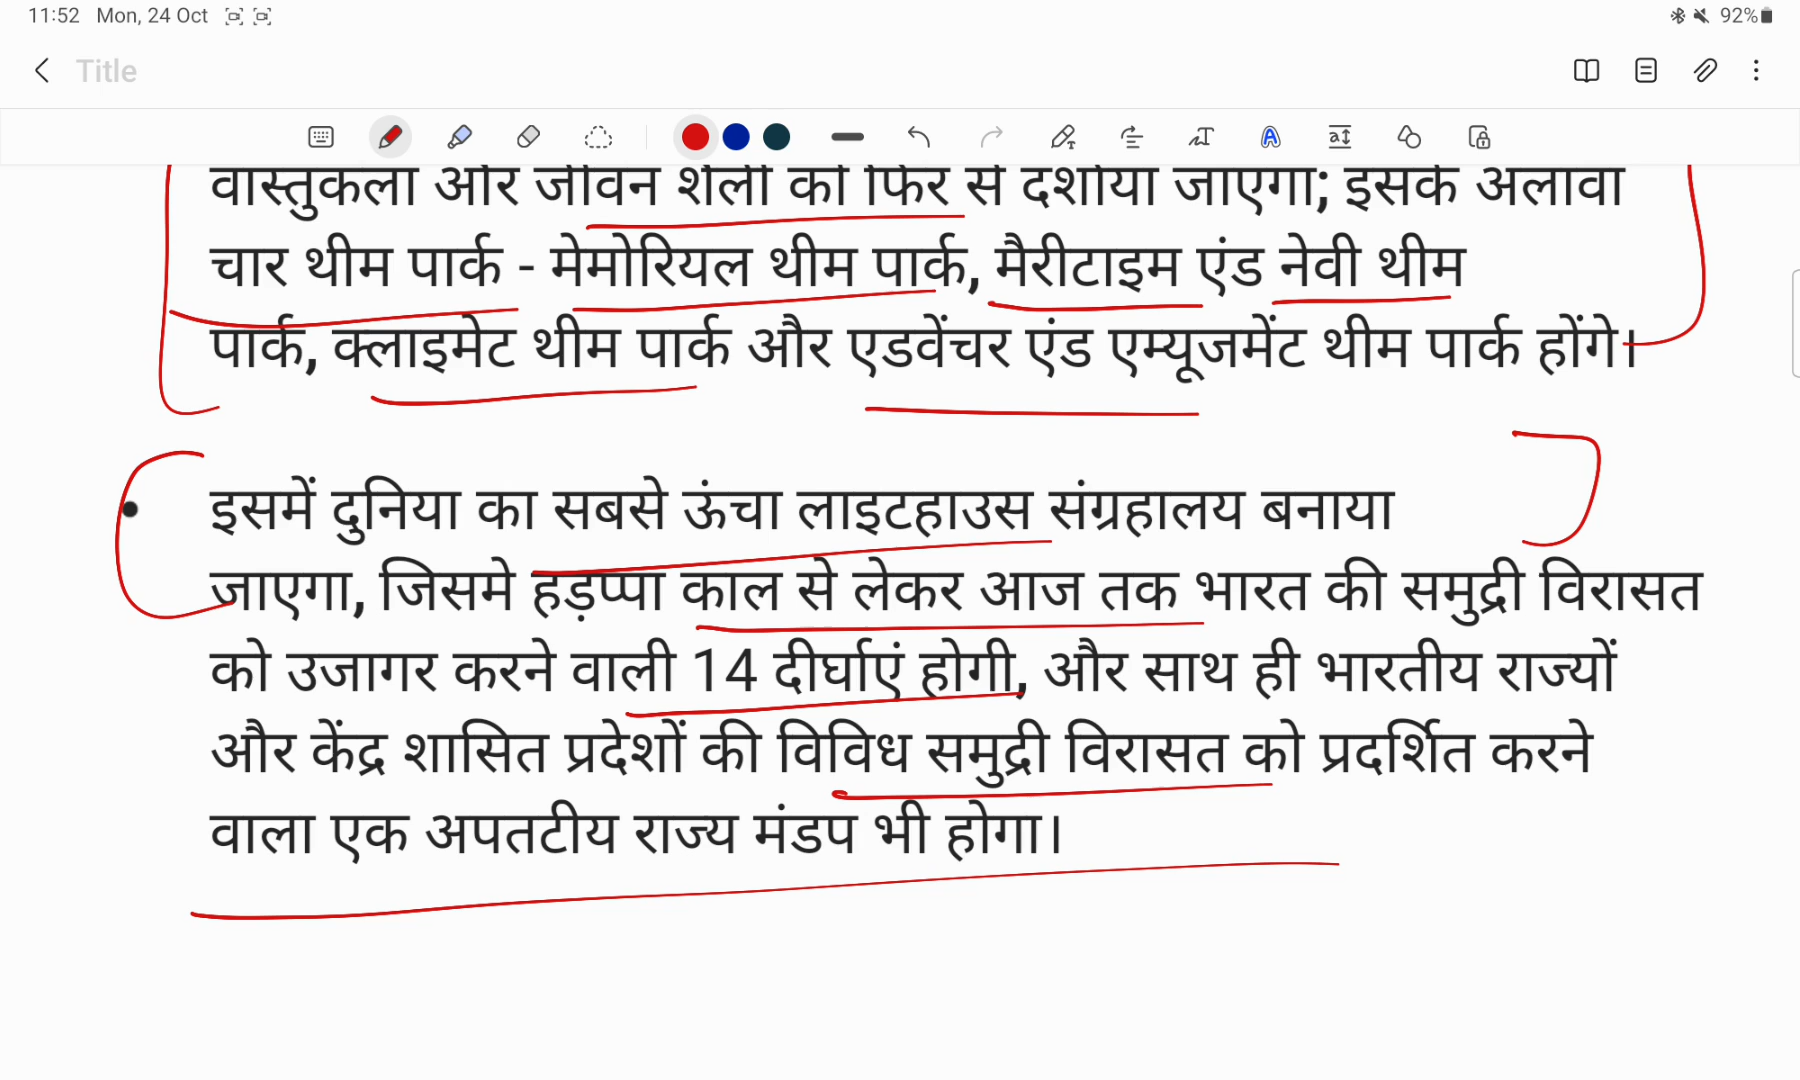 11:52 Mon, 24 Oct 92%
Title
वास्तुकला और जीवन शैली को फिर से दर्शाया जाएगा; इसके अलावा
चार थीम पार्क - मेमोरियल थीम पार्क, मैरीटाइम एंड नेवी थीम
पार्क, क्लाइमेट थीम पार्क और एडवेंचर एंड एम्यूजमेंट थीम पार्क होंगे।
• इसमें दुनिया का सबसे ऊंचा लाइटहाउस संग्रहालय बनाया
जाएगा, जिसमे हड़प्पा काल से लेकर आज तक भारत की समुद्री विरासत
को उजागर करने वाली 14 दीर्घाएं होगी, और साथ ही भारतीय राज्यों
और केंद्र शासित प्रदेशों की विविध समुद्री विरासत को प्रदर्शित करने
वाला एक अपतटीय राज्य मंडप भी होगा।